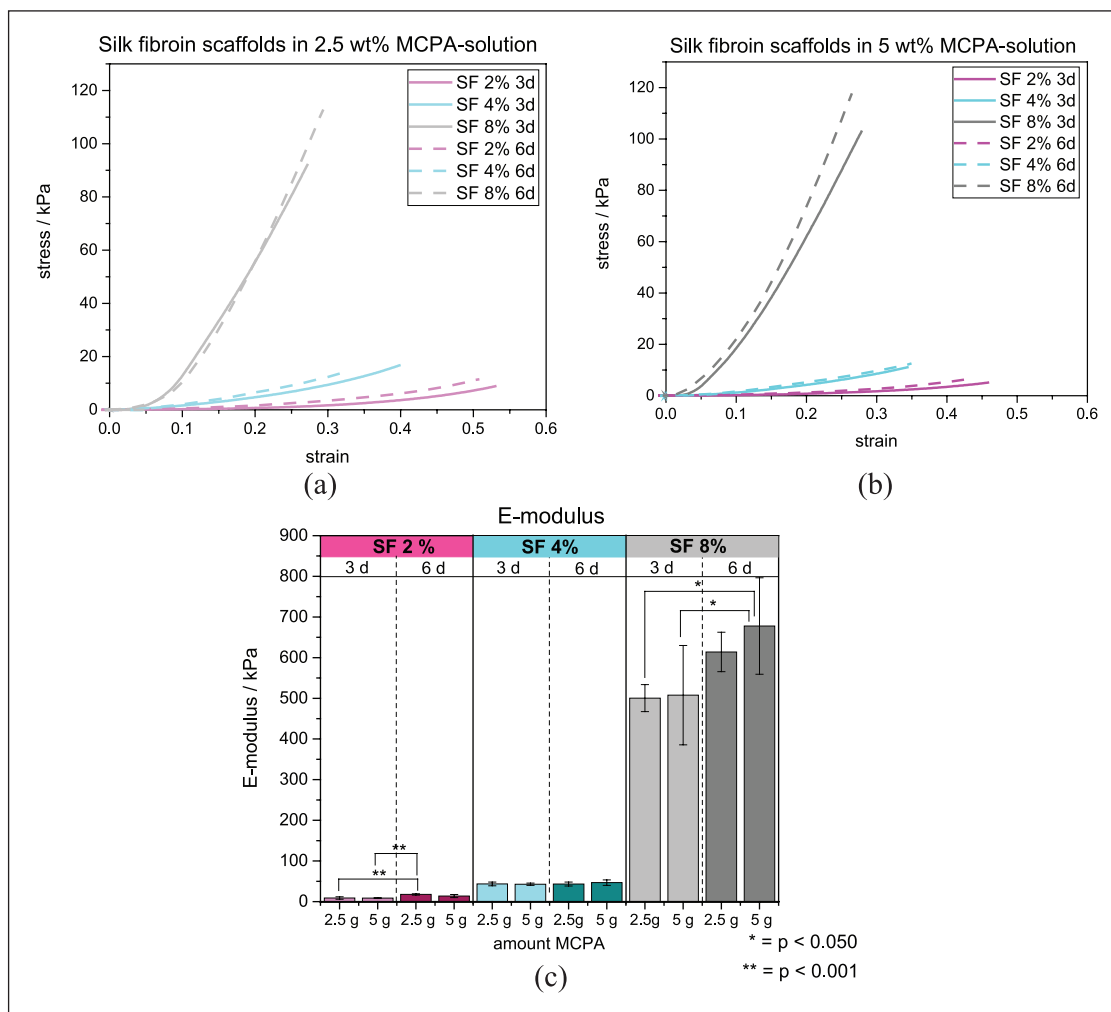 Silk fibroin scaffolds in 2.5 wt% MCPA-solution
SF 2% 3d
SF 4% 3d
SF 8% 3d
SF 2% 6d
SF 4% 6d
SF 8% 6d
120
100
80
60
40
20
0
stress / kPa
0.0 0.1 0.2 0.3 0.4 0.5 0.6
strain
(a)
Silk fibroin scaffolds in 5 wt% MCPA-solution
SF 2% 3d
SF 4% 3d
SF 8% 3d
SF 2% 6d
SF 4% 6d
SF 8% 6d
120
100
80
60
40
20
0
stress / kPa
0.0 0.1 0.2 0.3 0.4 0.5 0.6
strain
(b)
E-modulus
SF 2 % SF 4% SF 8%
3 d 6 d 3 d 6 d 3 d 6 d
900
800
700
600
500
400
300
200
100
0
E-modulus / kPa
*
*
**
**
2.5 g 5 g 2.5 g 5 g 2.5g 5 g 2.5g 5 g 2.5g 5 g 2.5 g 5 g
amount MCPA
* = p < 0.050
** = p < 0.001
(c)